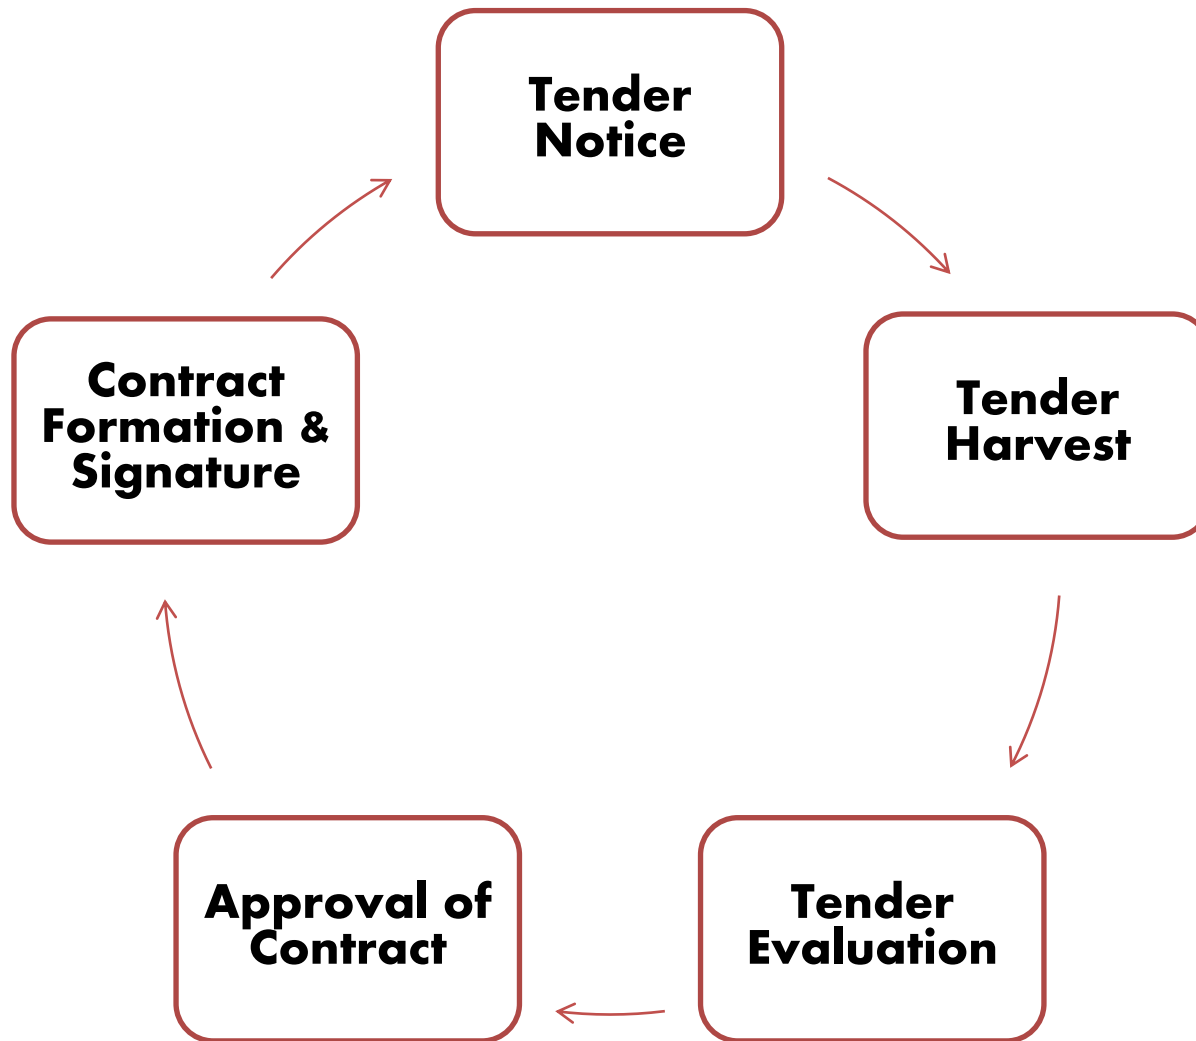 Tender
Notice
Tender
Harvest
Tender
Evaluation
Approval of
Contract
Contract
Formation &
Signature